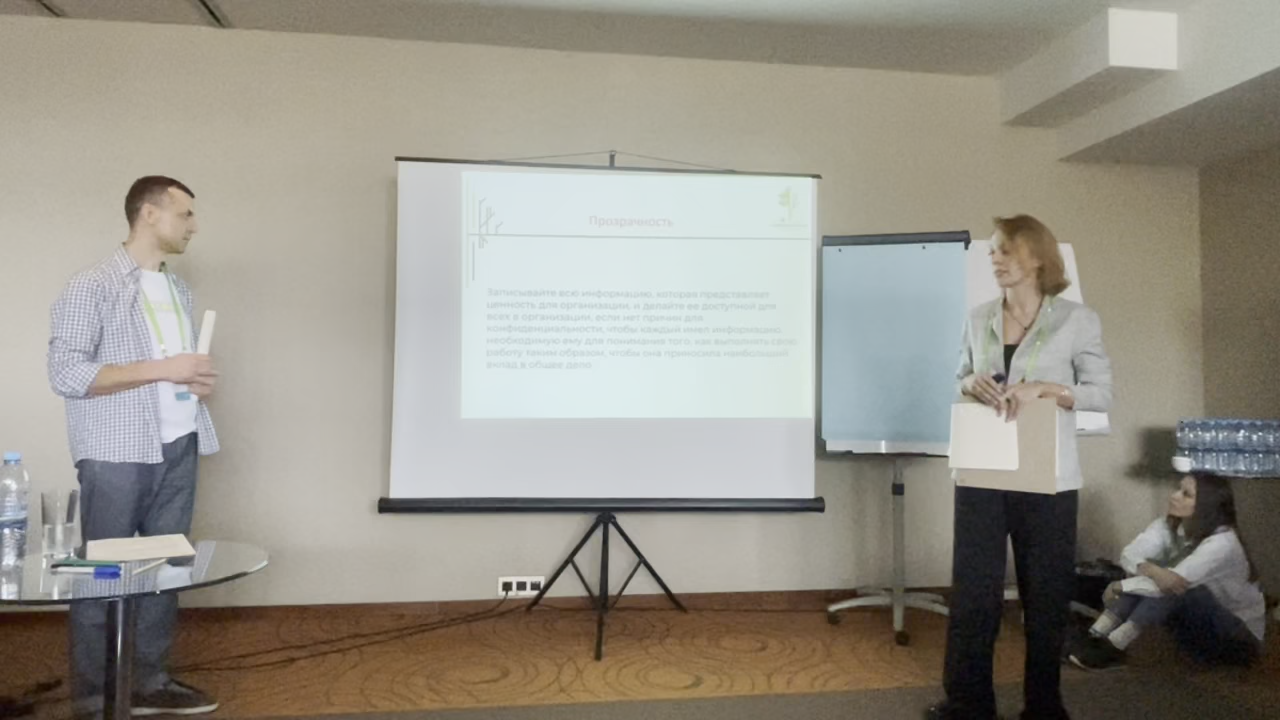 Прозрачность
Записывайте всю информацию, которая представляет
ценность для организации, и делайте ее доступной для
всех в организации, если нет причин для
конфиденциальности, чтобы каждый имел информацию,
необходимую ему для понимания того, как выполнять свою
работу таким образом, чтобы она приносила наибольший
вклад в общее дело